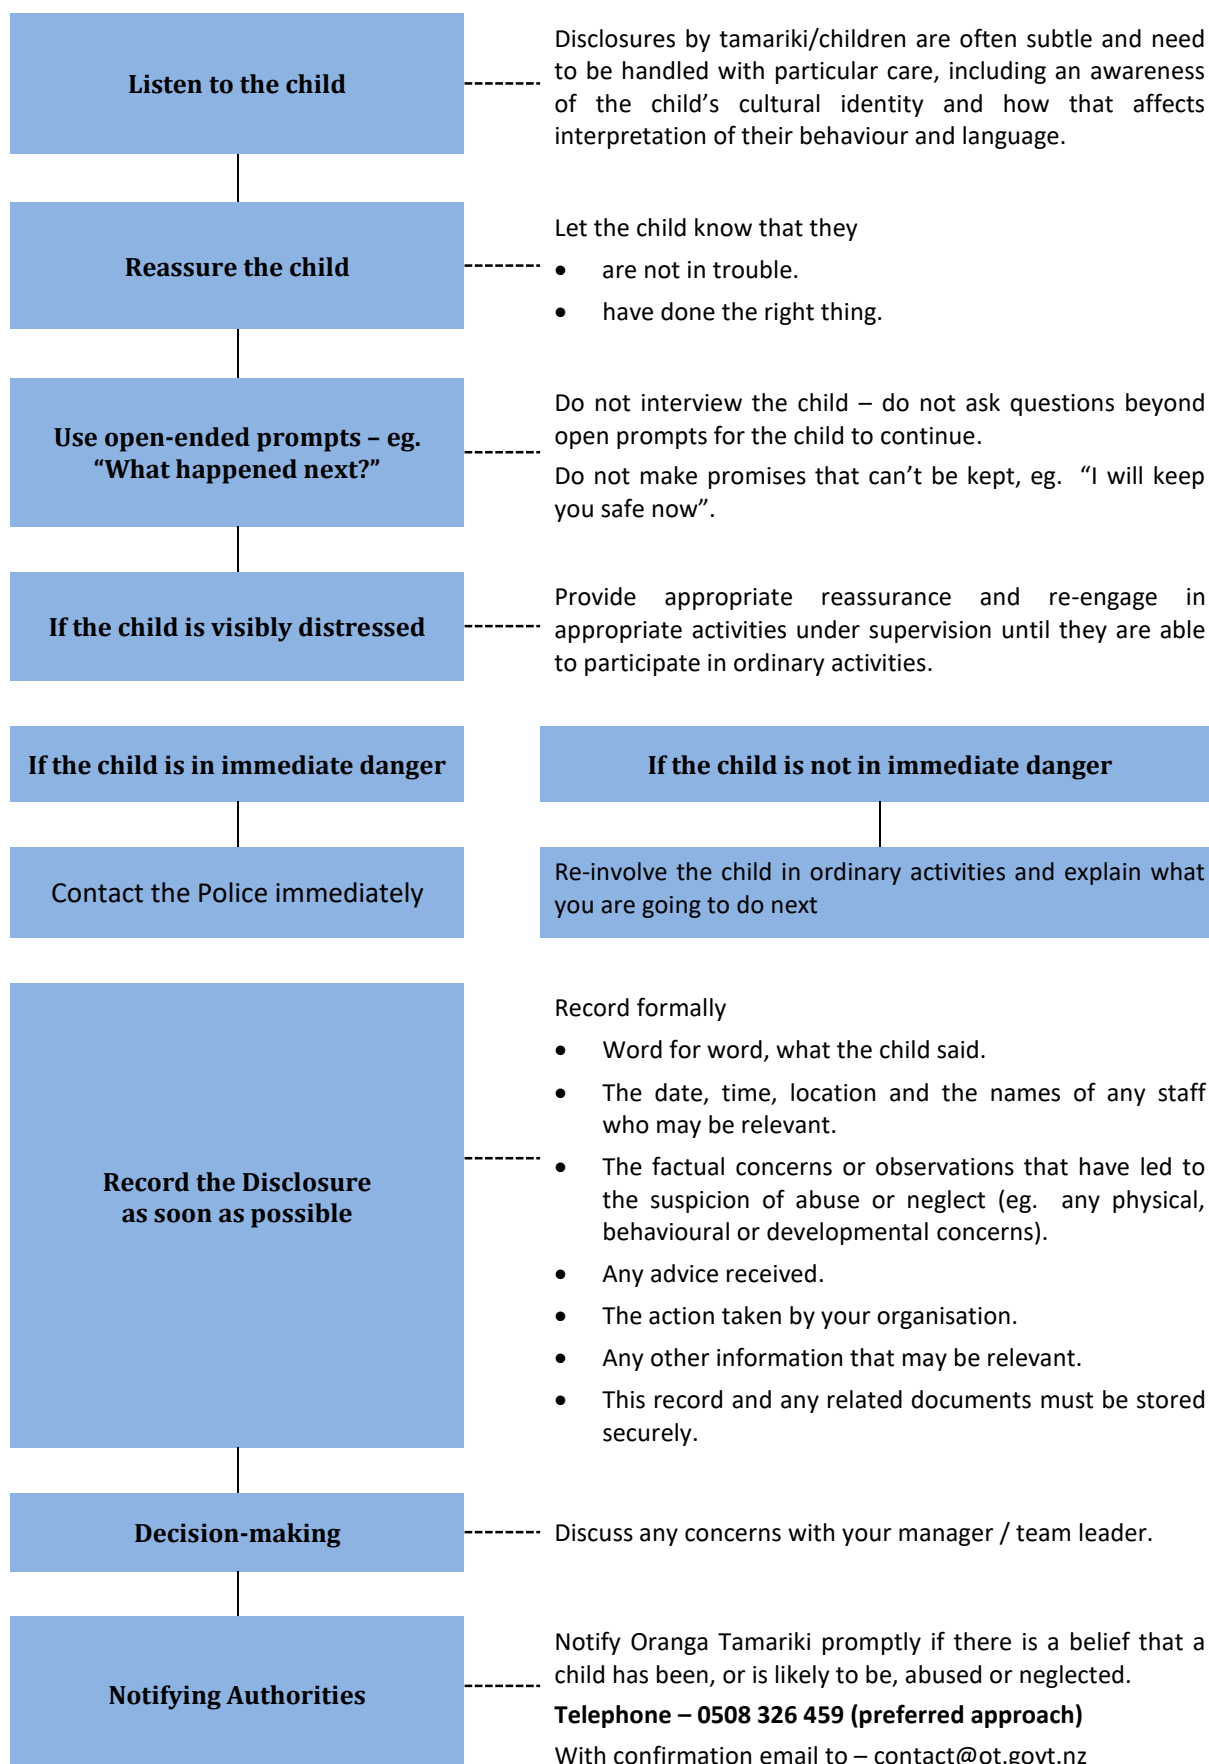 Listen to the child
Disclosures by tamariki/children are often subtle and need
to be handled with particular care, including an awareness
of the child’s cultural identity and how that affects
interpretation of their behaviour and language.
Reassure the child
Let the child know that they
• are not in trouble.
• have done the right thing.
Use open-ended prompts – eg.
“What happened next?”
Do not interview the child – do not ask questions beyond
open prompts for the child to continue.
Do not make promises that can’t be kept, eg. “I will keep
you safe now”.
If the child is visibly distressed
Provide appropriate reassurance and re-engage in
appropriate activities under supervision until they are able
to participate in ordinary activities.
If the child is in immediate danger
If the child is not in immediate danger
Contact the Police immediately
Re-involve the child in ordinary activities and explain what
you are going to do next
Record the Disclosure
as soon as possible
Record formally
• Word for word, what the child said.
• The date, time, location and the names of any staff
who may be relevant.
• The factual concerns or observations that have led to
the suspicion of abuse or neglect (eg. any physical,
behavioural or developmental concerns).
• Any advice received.
• The action taken by your organisation.
• Any other information that may be relevant.
• This record and any related documents must be stored
securely.
Decision-making
Discuss any concerns with your manager / team leader.
Notifying Authorities
Notify Oranga Tamariki promptly if there is a belief that a
child has been, or is likely to be, abused or neglected.
Telephone – 0508 326 459 (preferred approach)
With confirmation email to – contact@ot.govt.nz